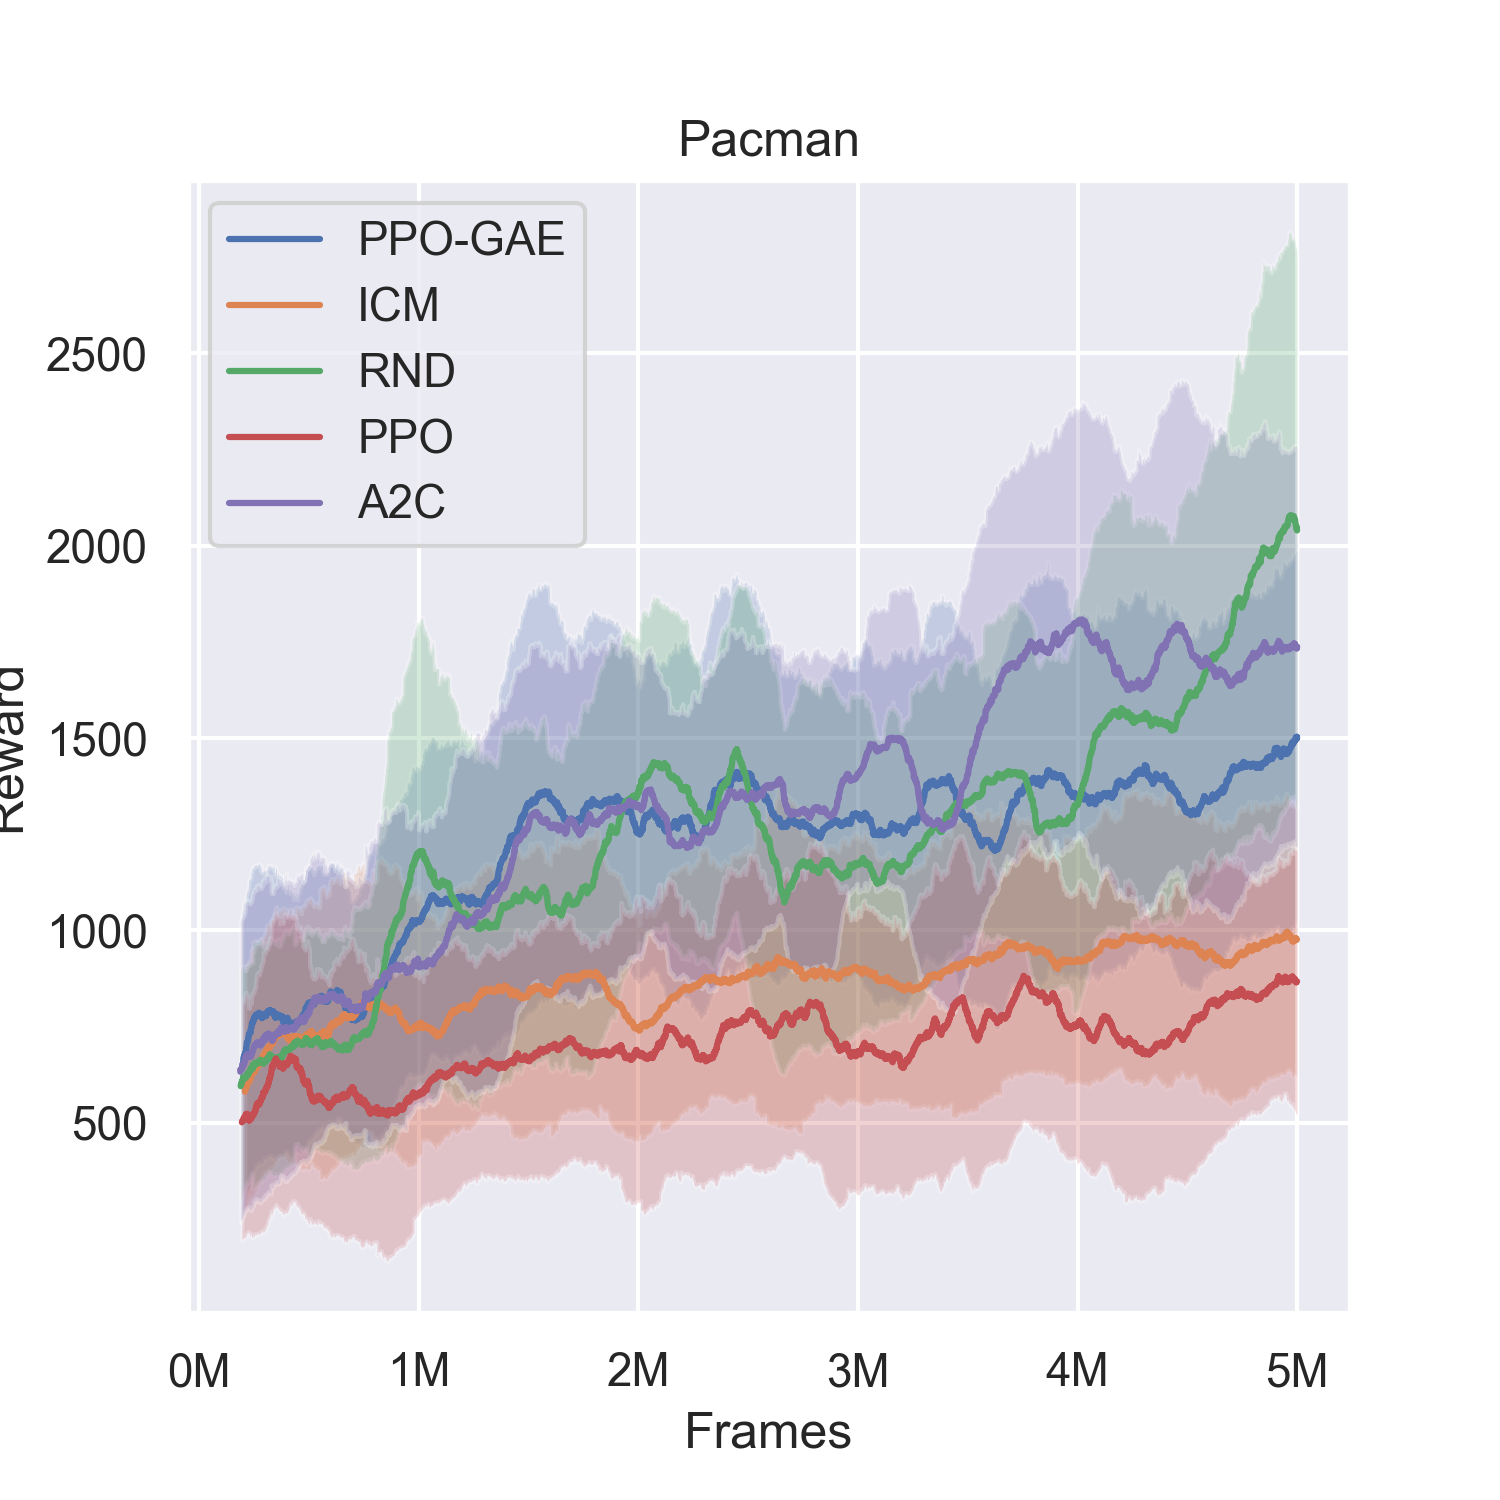 Pacman
PPO-GAE
ICM
RND
PPO
A2C
2500
2000
1500
1000
500
Reward
0M 1M 2M 3M 4M 5M
Frames